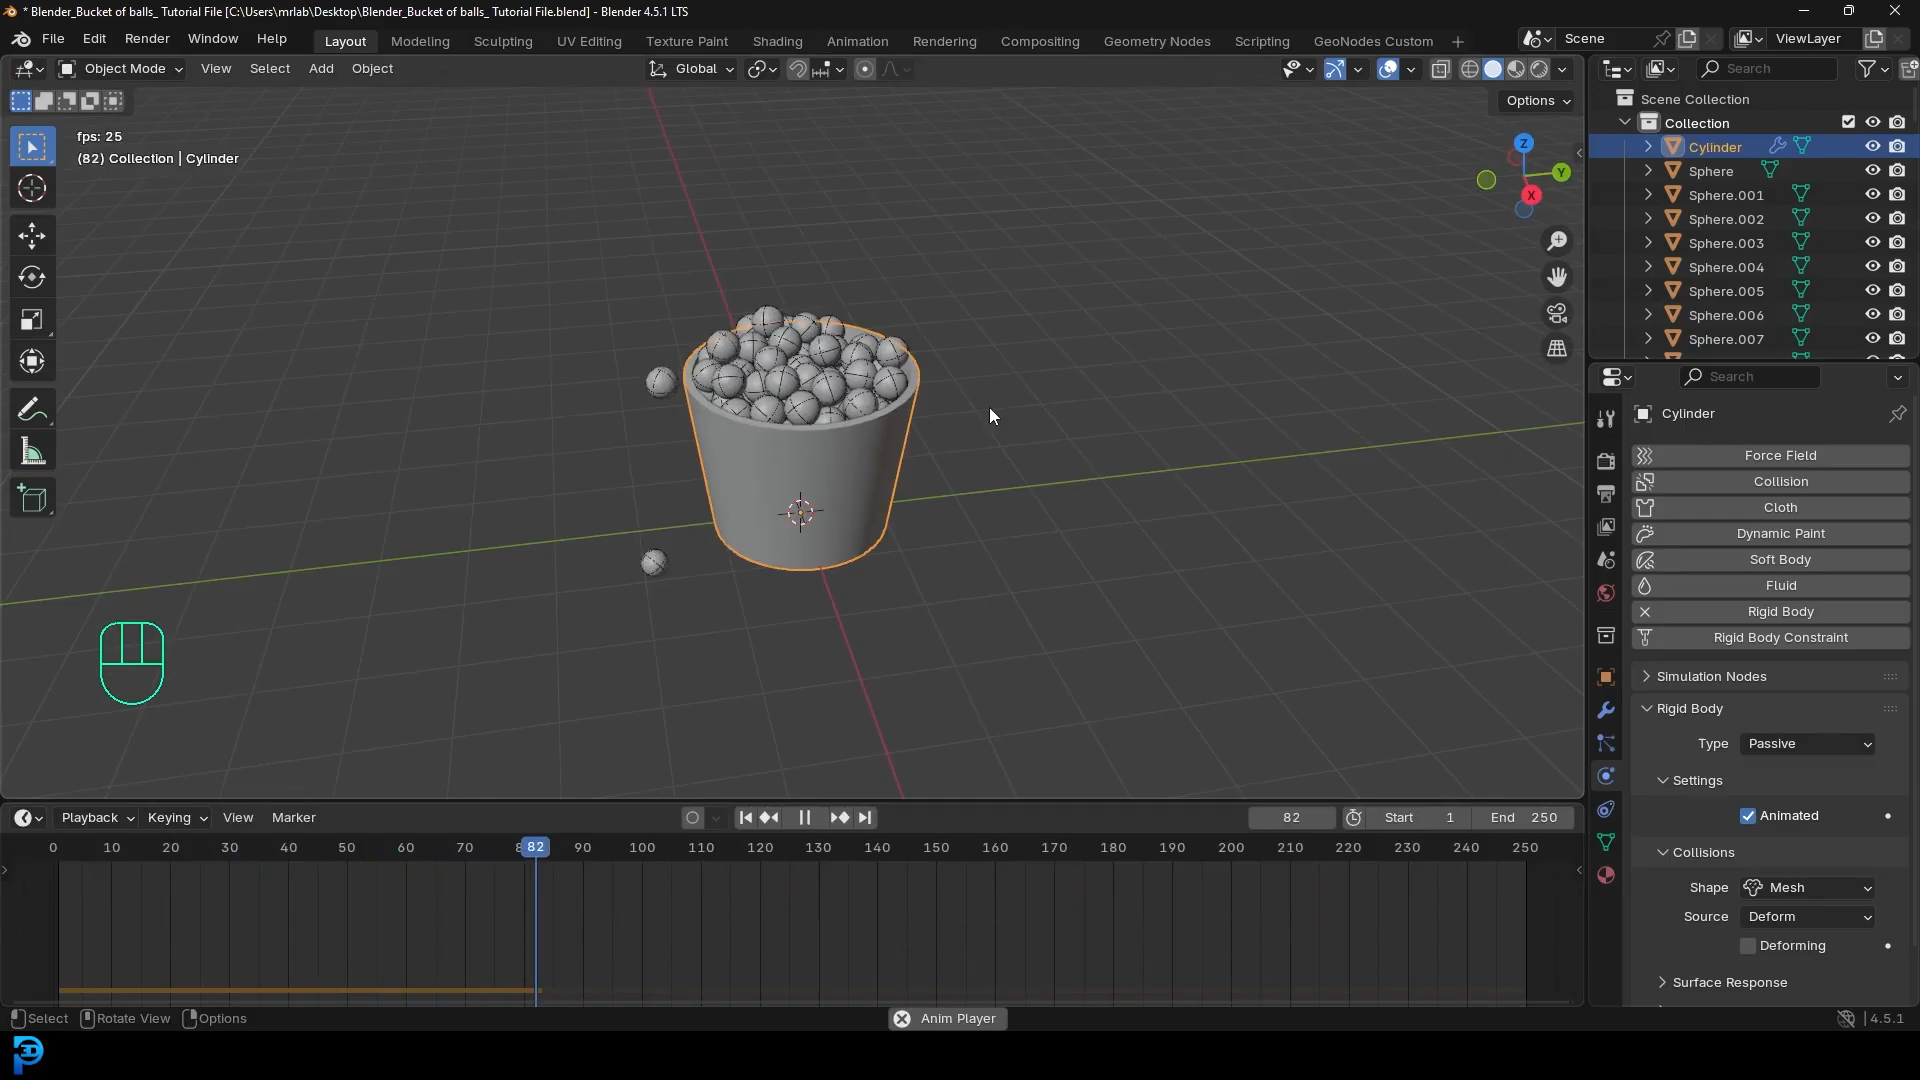 * Blender_Bucket of balls_ Tutorial File [C:\Users\mrlab\Desktop\Blender_Bucket of balls_ Tutorial File.blend] - Blender 4.5.1 LTS
File Edit Render Window Help Layout Modeling Sculpting UV Editing Texture Paint Shading Animation Rendering Compositing Geometry Nodes Scripting GeoNodes Custom + Scene ViewLayer
Object Mode View Select Add Object Global Search
Options
fps: 25
(82) Collection | Cylinder
Z
Y
X
Scene Collection
Collection
Cylinder
Sphere
Sphere.001
Sphere.002
Sphere.003
Sphere.004
Sphere.005
Sphere.006
Sphere.007
Search
Cylinder
Force Field
Collision
Cloth
Dynamic Paint
Soft Body
Fluid
Rigid Body
Rigid Body Constraint
Simulation Nodes
Rigid Body
Type Passive
Settings
Animated
Collisions
Shape Mesh
Source Deform
Deforming
Surface Response
Playback Keying View Marker 82 Start 1 End 250
0 10 20 30 40 50 60 70 82 90 100 110 120 130 140 150 160 170 180 190 200 210 220 230 240 250
Select Rotate View Options Anim Player 4.5.1
3D